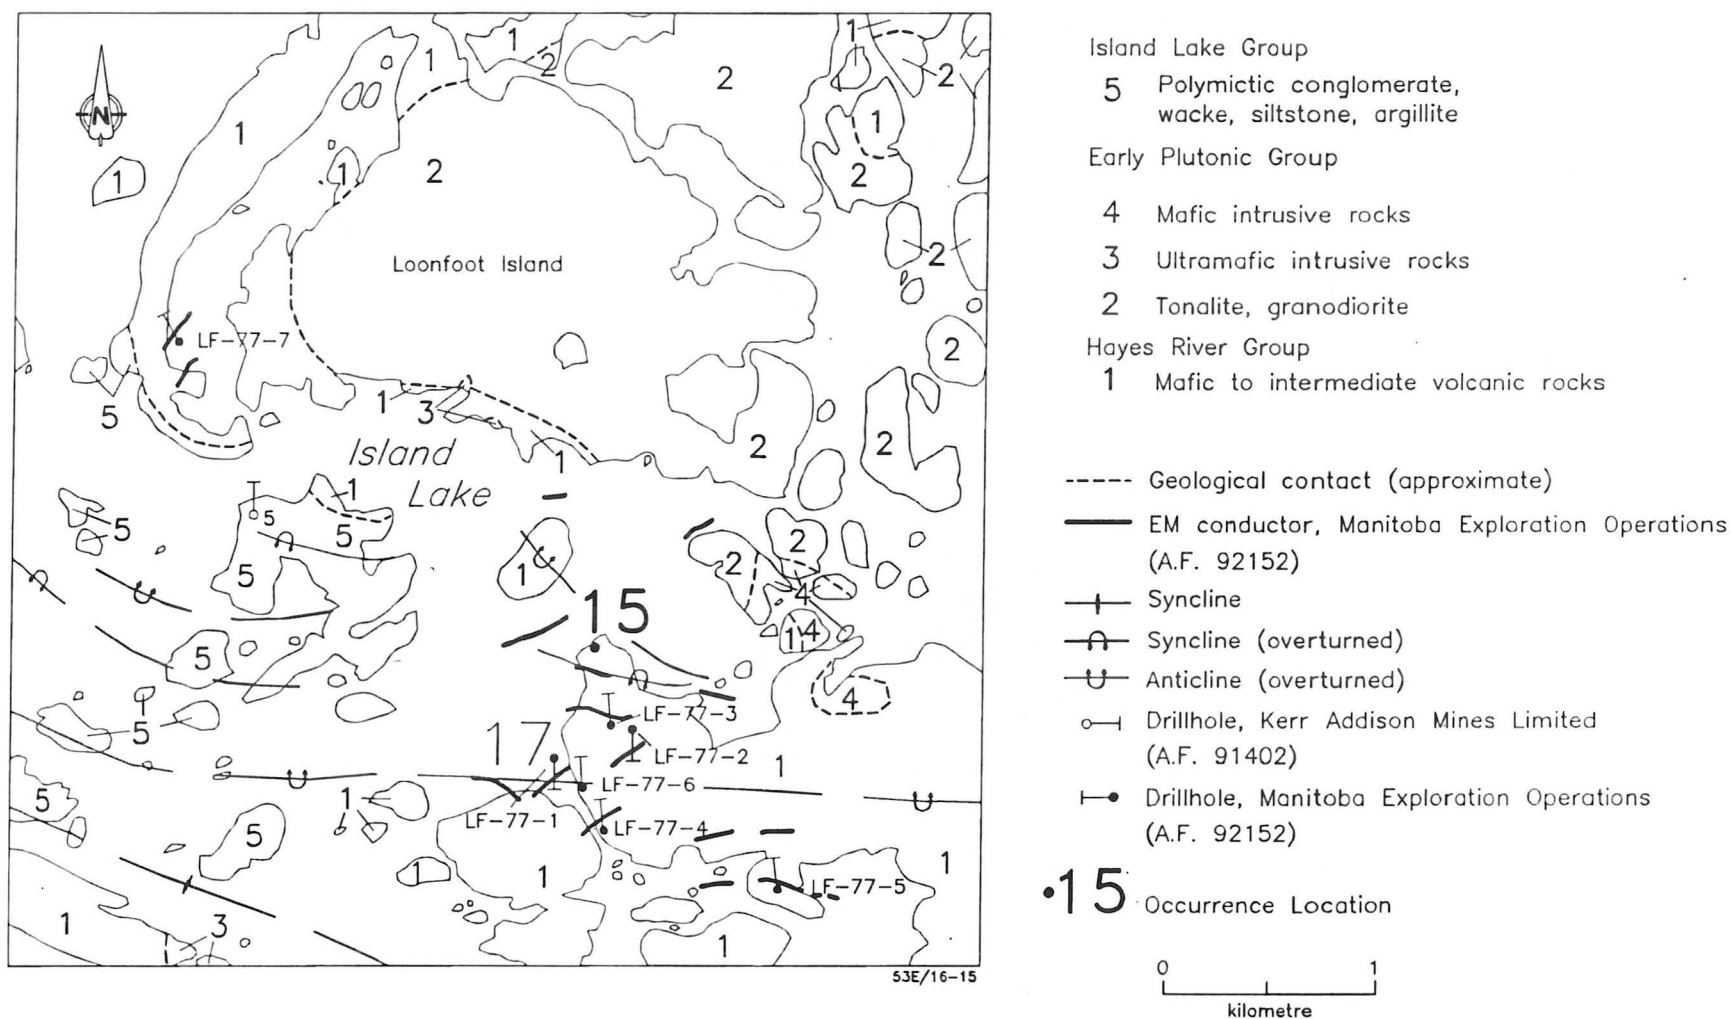 N
1
1
2
2
1
2
1
2
1
1
1
2
2
Loonfoot Island
2
LF-77-7
2
5
1
3
2
2
1
Island
Lake
1
5
5
5
5
1
2
2
4
15
1 4
5
4
5
17
LF-77-3
LF-77-2
1
LF-77-6
5
1
LF-77-1
LF-77-4
5
1
1
1
LF-77-5
1
3
1
53E/16-15
Island Lake Group
5 Polymictic conglomerate,
wacke, siltstone, argillite
Early Plutonic Group
4 Mafic intrusive rocks
3 Ultramafic intrusive rocks
2 Tonalite, granodiorite
Hayes River Group
1 Mafic to intermediate volcanic rocks
Geological contact (approximate)
EM conductor, Manitoba Exploration Operations
(A.F. 92152)
Syncline
Syncline (overturned)
Anticline (overturned)
Drillhole, Kerr Addison Mines Limited
(A.F. 91402)
Drillhole, Manitoba Exploration Operations
(A.F. 92152)
•15 Occurrence Location
0 1
kilometre